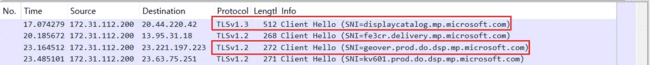 Time Source Destination Protocol Lengtl Info
17.074279 172.31.112.200 20.44.220.42 TLSv1.3 512 Client Hello (SNI=displaycatalog.mp.microsoft.com)
20.185672 172.31.112.200 13.95.31.18 TLSv1.2 268 Client Hello (SNI=fe3cr.delivery.mp.microsoft.com)
23.164512 172.31.112.200 23.221.197.223 TLSv1.2 272 Client Hello (SNI=geover.prod.do.dsp.mp.microsoft.com)
23.485101 172.31.112.200 23.63.75.251 TLSv1.2 271 Client Hello (SNI=kv601.prod.do.dsp.mp.microsoft.com)